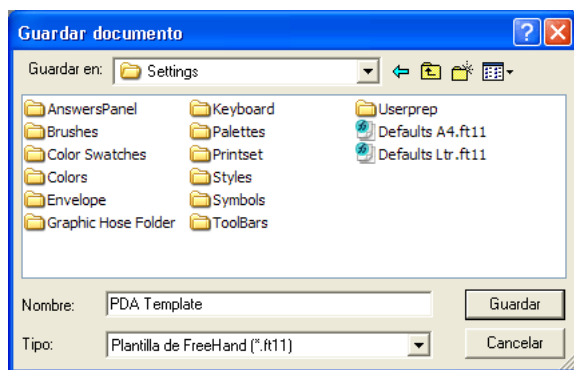 Guardar documento
Guardar en: Settings
AnswersPanel Keyboard Userprep
Brushes Palettes Defaults A4.ft11
Color Swatches Printset Defaults Ltr.ft11
Colors Styles
Envelope Symbols
Graphic Hose Folder ToolBars
Nombre: PDA Template Guardar
Tipo: Plantilla de FreeHand (*.ft11) Cancelar